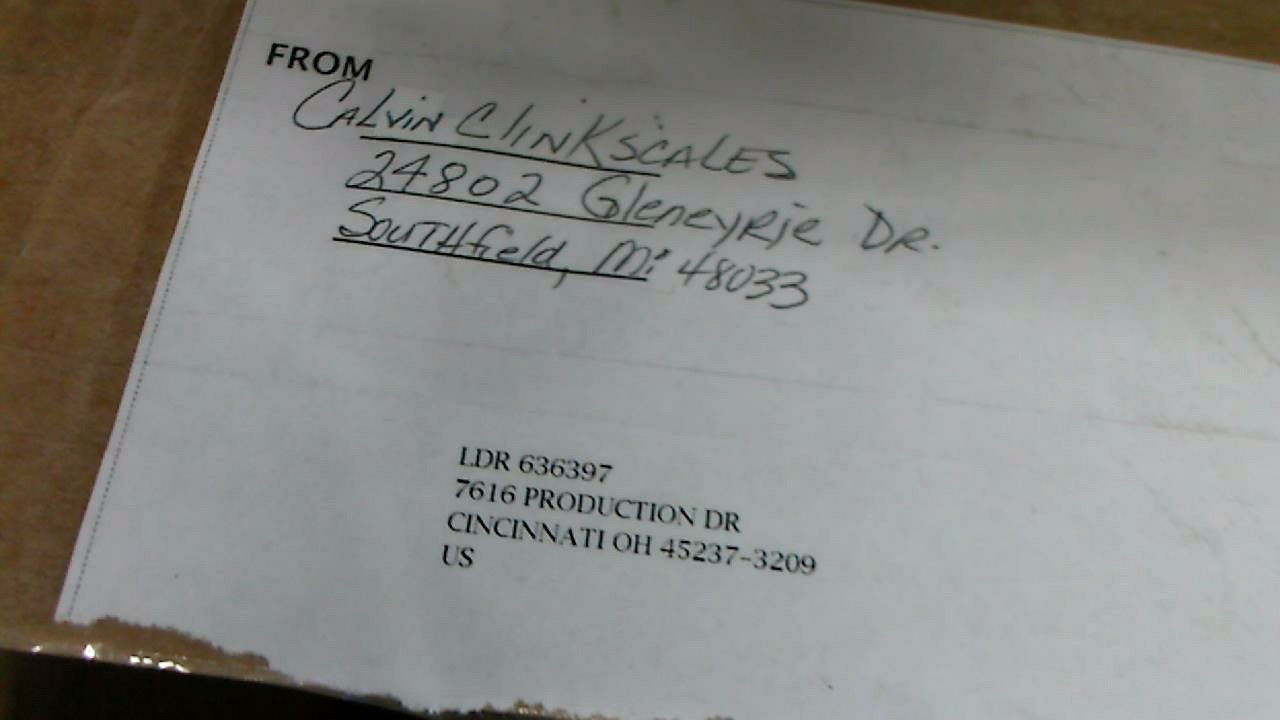 FROM
Calvin Clinkscales
24802 Gleneyrie Dr.
Southfield, Mi 48033
LDR 636397
7616 PRODUCTION DR
CINCINNATI OH 45237-3209
US